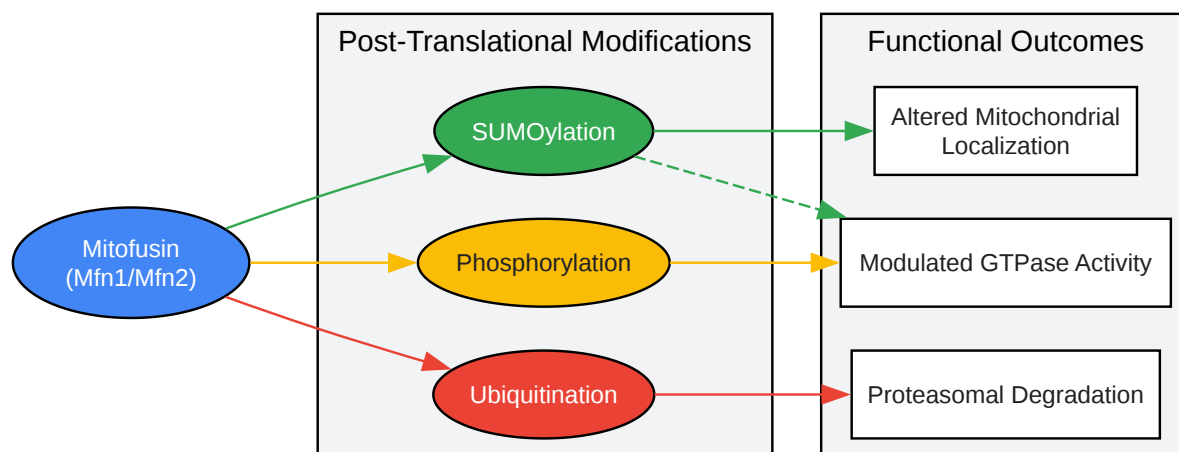 Post-Translational Modifications
Functional Outcomes
SUMOylation
Altered Mitochondrial
Localization
Mitofusin
(Mfn1/Mfn2)
Phosphorylation
Modulated GTPase Activity
Ubiquitination
Proteasomal Degradation